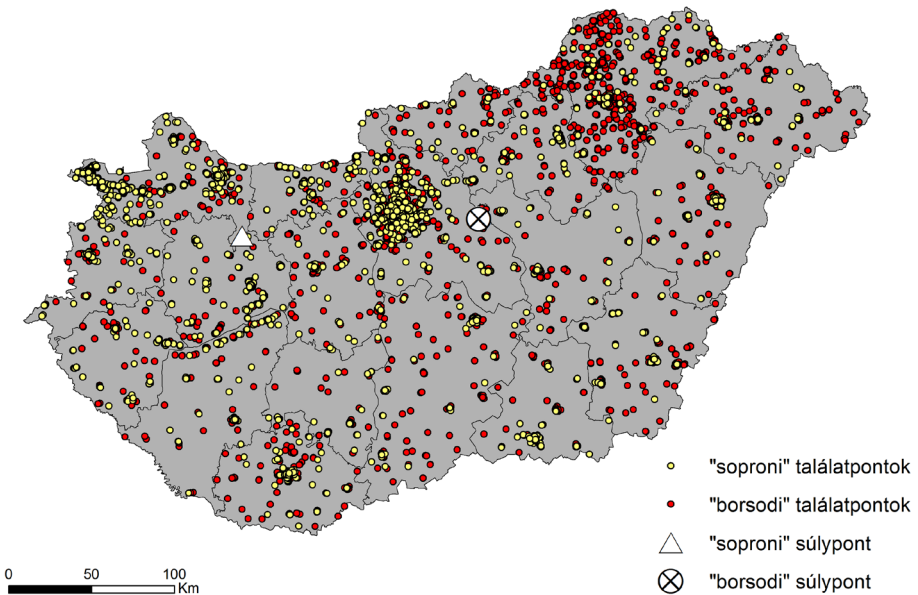 "soproni" találatpontok
"borsodi" találatpontok
"soproni" súlypont
"borsodi" súlypont
0 50 100
Km